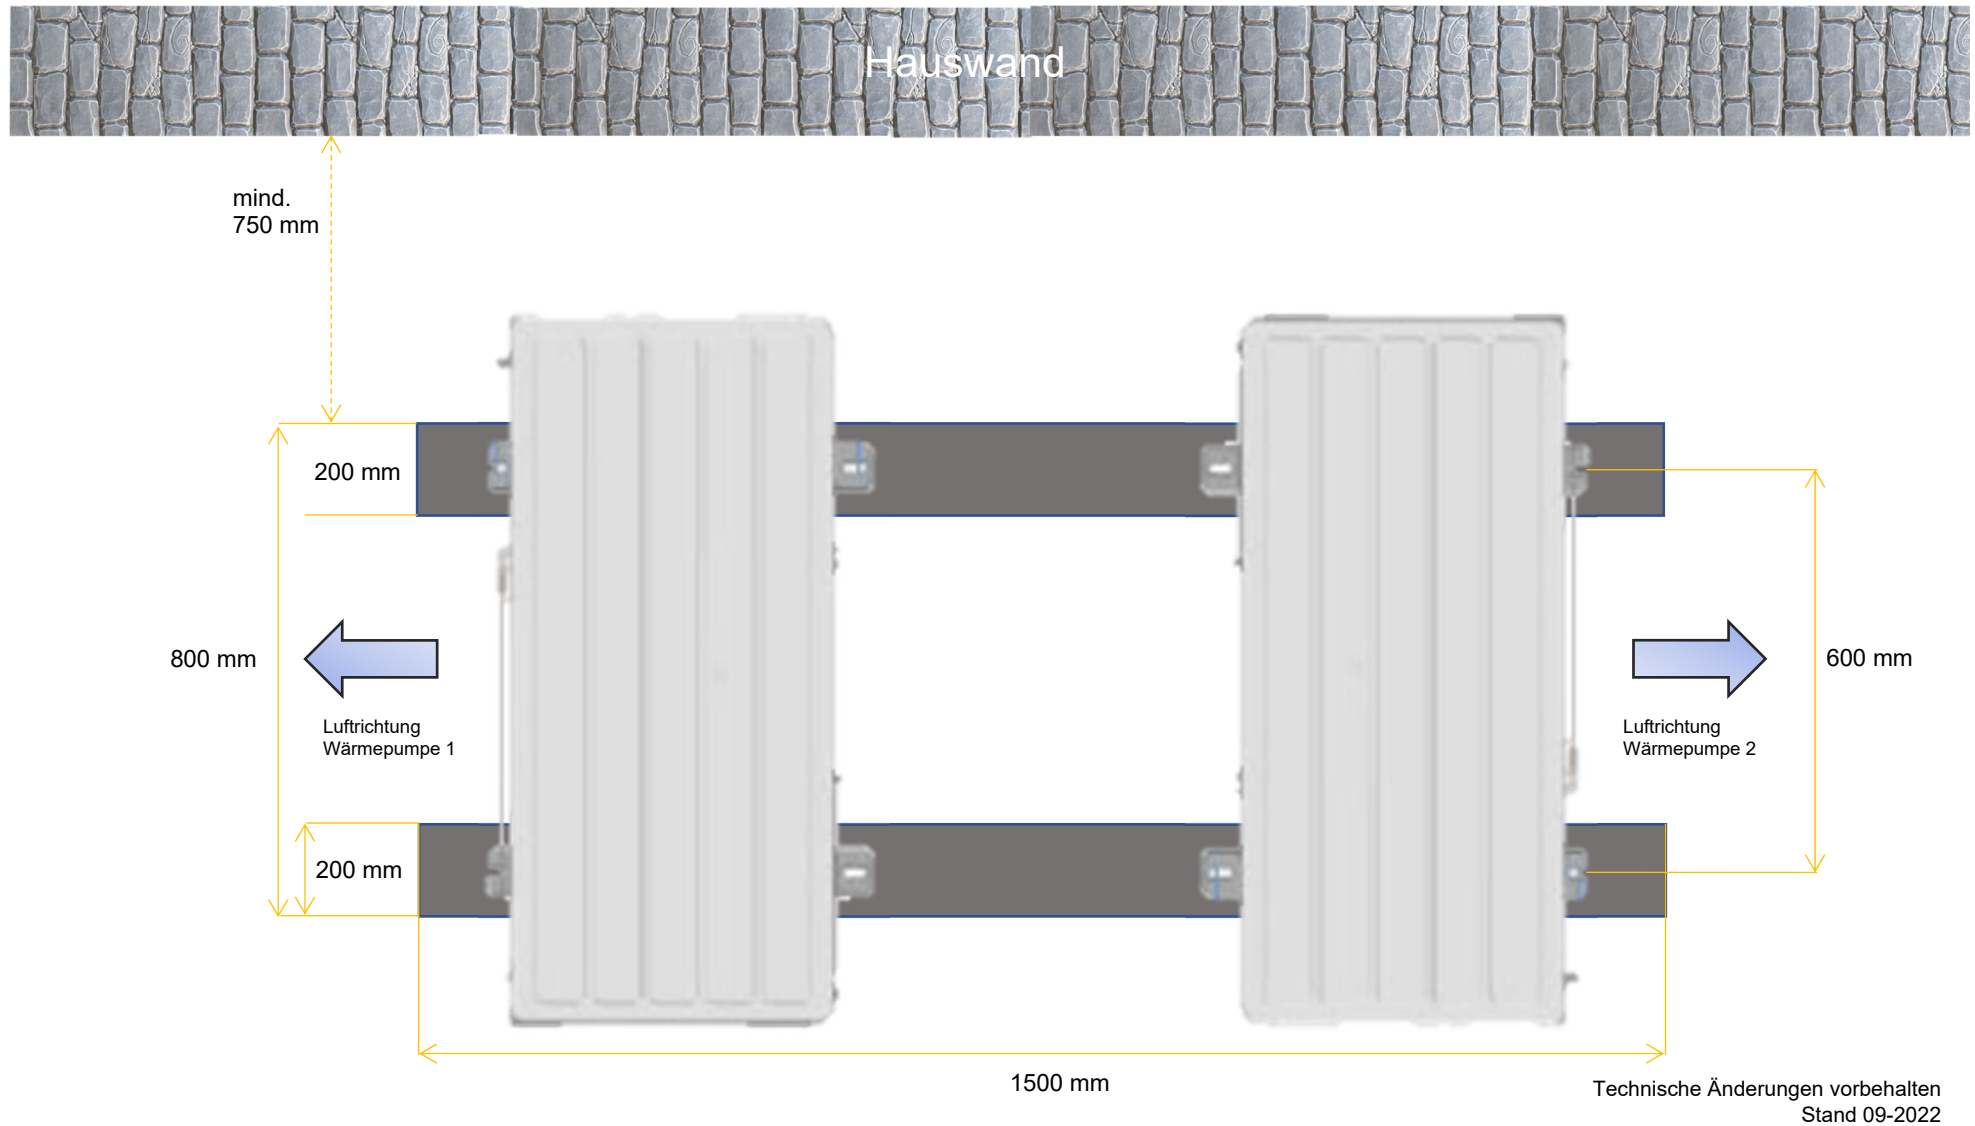 Hauswand
mind.
750 mm
200 mm
800 mm
600 mm
Luftrichtung
Wärmepumpe 1
Luftrichtung
Wärmepumpe 2
200 mm
1500 mm
Technische Änderungen vorbehalten
Stand 09-2022